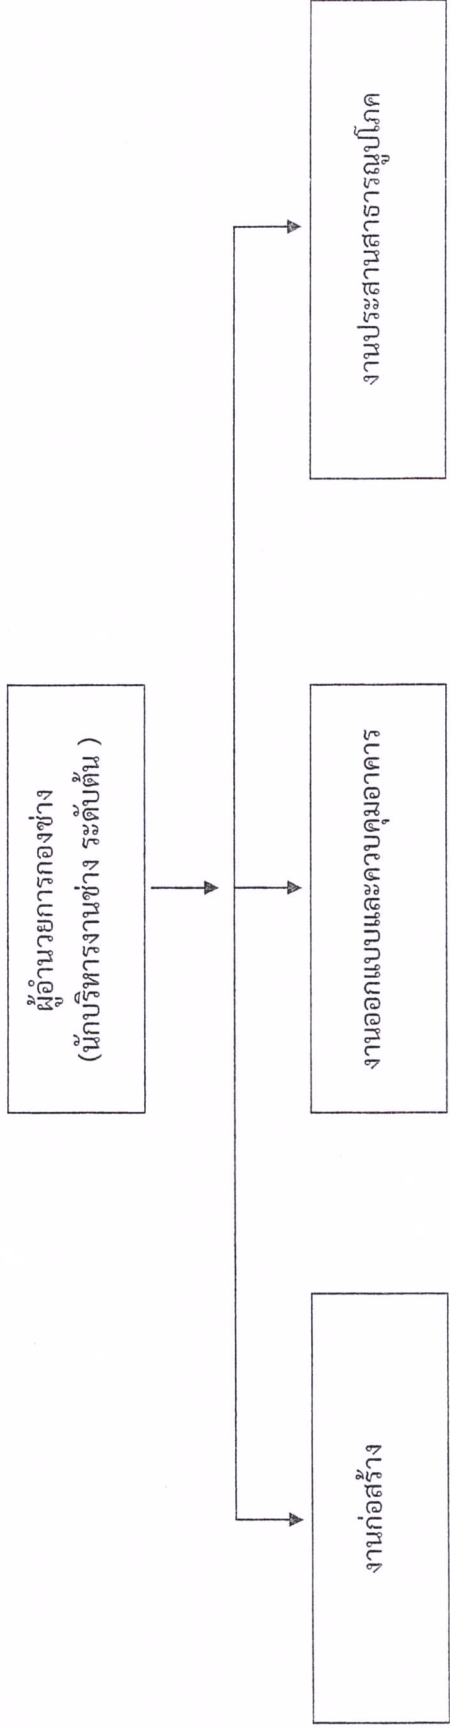 ผู้อำนวยการกองช่าง
(นักบริหารงานช่าง ระดับต้น )
งานก่อสร้าง
งานออกแบบและควบคุมอาคาร
งานประสานสาธารณูปโภค